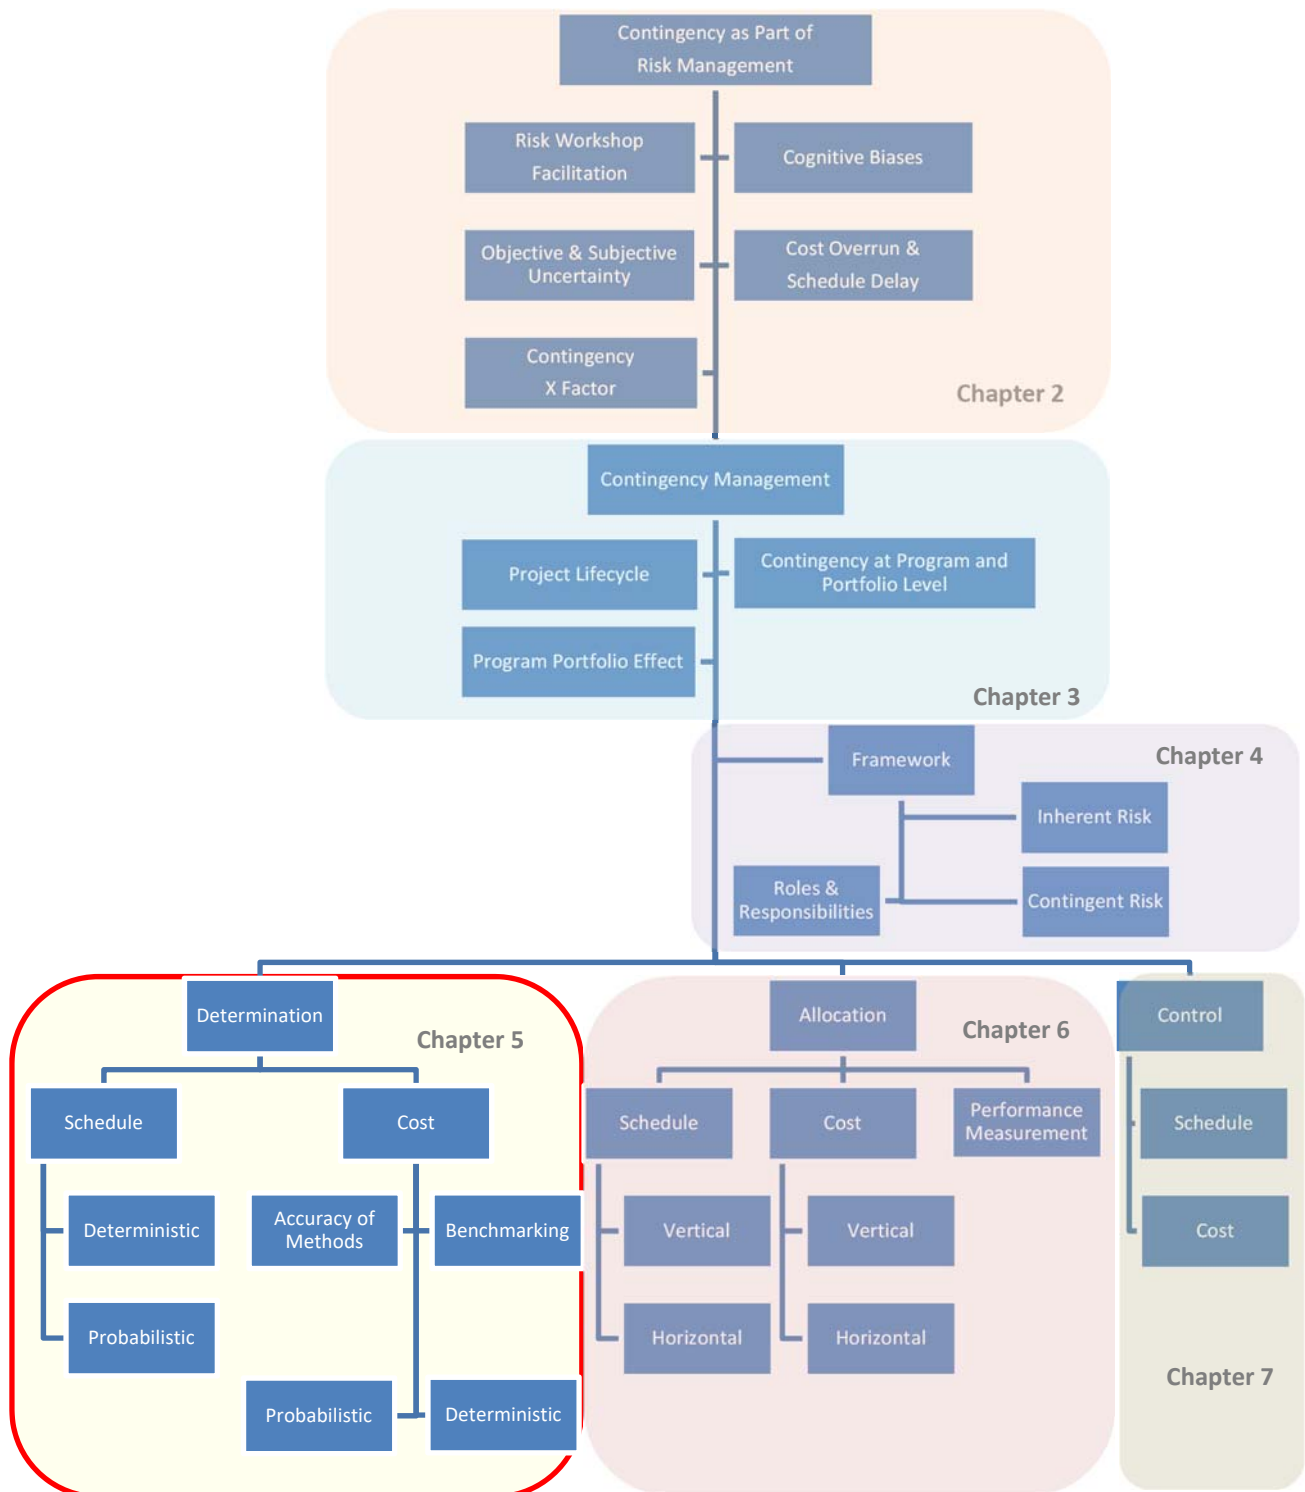 Contingency as Part of
Risk Management
Risk Workshop
Facilitation
Cognitive Biases
Objective & Subjective
Uncertainty
Cost Overrun &
Schedule Delay
Contingency
X Factor
Chapter 2
Contingency Management
Project Lifecycle
Contingency at Program and
Portfolio Level
Program Portfolio Effect
Chapter 3
Framework
Chapter 4
Inherent Risk
Roles &
Responsibilities
Contingent Risk
Determination
Chapter 5
Schedule
Cost
Deterministic
Accuracy of
Methods
Benchmarking
Probabilistic
Probabilistic
Deterministic
Allocation
Chapter 6
Schedule
Cost
Performance
Measurement
Vertical
Vertical
Horizontal
Horizontal
Control
Schedule
Cost
Chapter 7